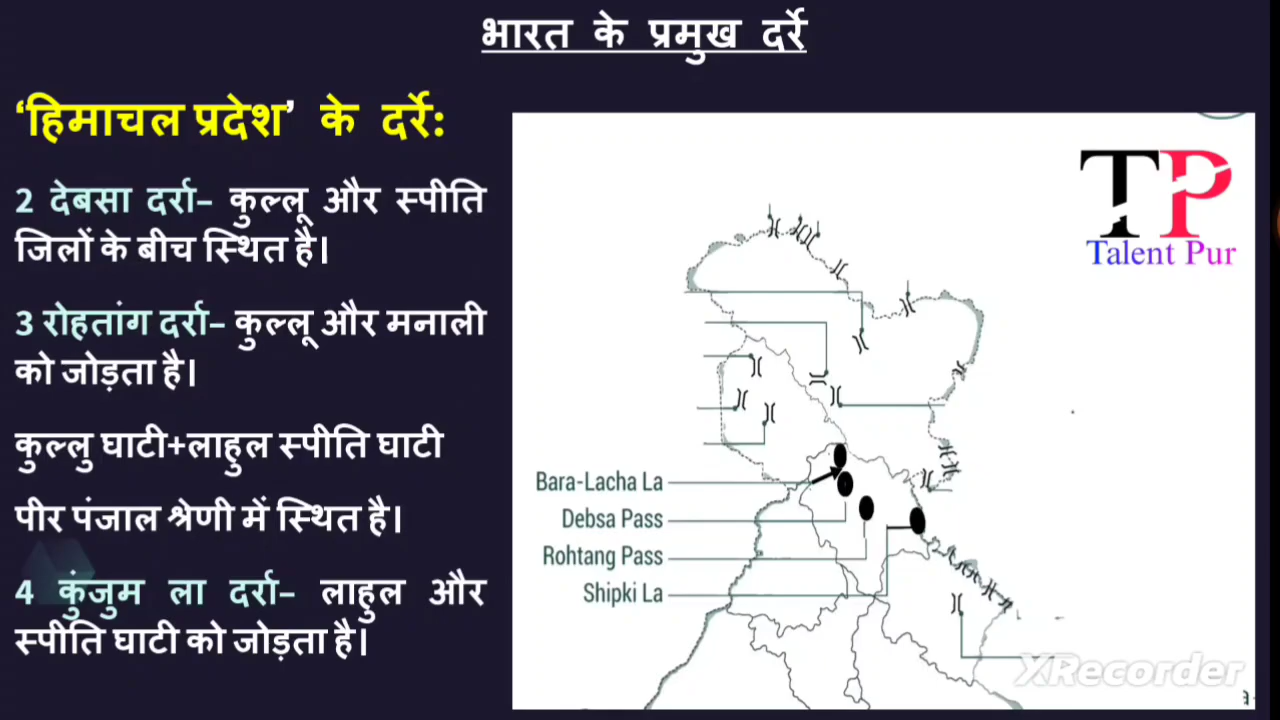 भारत के प्रमुख दर्रे
‘हिमाचल प्रदेश’ के दर्रे:
2 देबसा दर्रा– कुल्लू और स्पीति
जिलों के बीच स्थित है।
3 रोहतांग दर्रा– कुल्लू और मनाली
को जोड़ता है।
कुल्लु घाटी+लाहुल स्पीति घाटी
पीर पंजाल श्रेणी में स्थित है।
4 कुंजुम ला दर्रा– लाहुल और
स्पीति घाटी को जोड़ता है।
TP
Talent Pur
Bara-Lacha La
Debsa Pass
Rohtang Pass
Shipki La
XRecorder